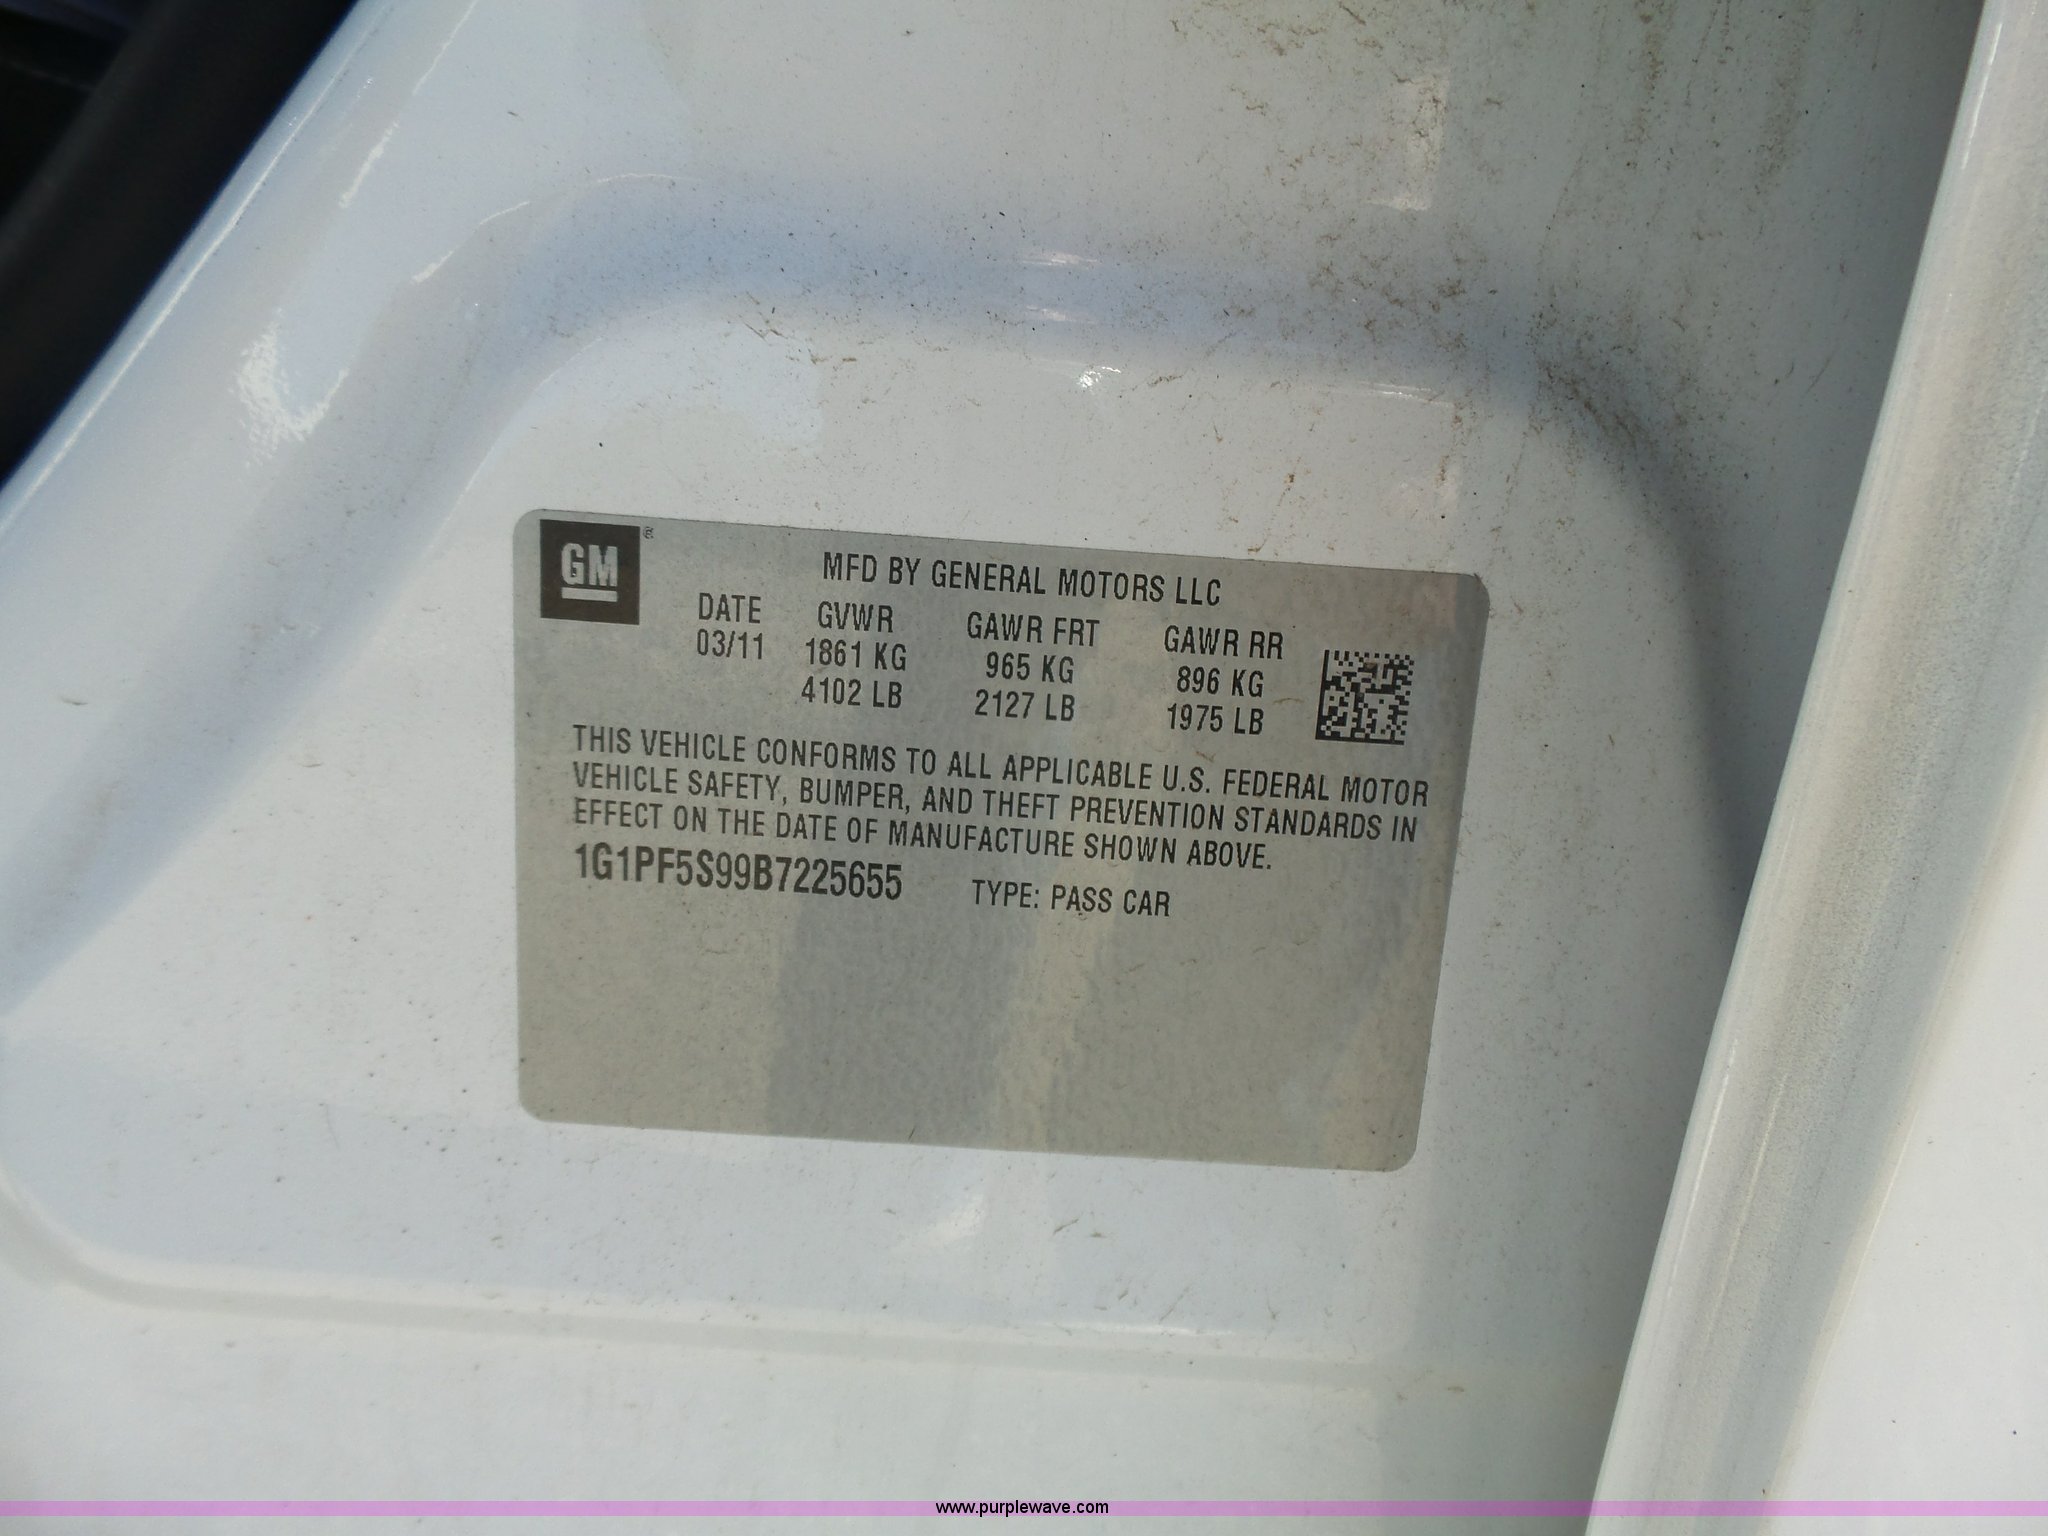 GM®
MFD BY GENERAL MOTORS LLC
DATE GVWR GAWR FRT GAWR RR
03/11 1861 KG 965 KG 896 KG
4102 LB 2127 LB 1975 LB
THIS VEHICLE CONFORMS TO ALL APPLICABLE U.S. FEDERAL MOTOR
VEHICLE SAFETY, BUMPER, AND THEFT PREVENTION STANDARDS IN
EFFECT ON THE DATE OF MANUFACTURE SHOWN ABOVE.
1G1PF5S99B7225655 TYPE: PASS CAR
www.purplewave.com